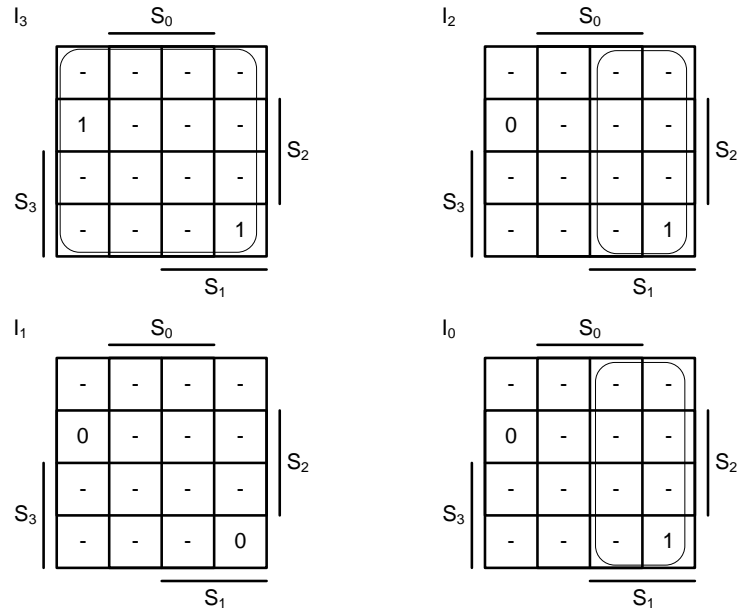 I₃ S₀ I₂ S₀
- - - - - - - -
1 - - - 0 - - -
S₂ S₂
- - - - - - - -
S₃ S₃
- - - 1 - - - 1
S₁ S₁
I₁ S₀ I₀ S₀
- - - - - - - -
0 - - - 0 - - -
S₂ S₂
- - - - - - - -
S₃ S₃
- - - 0 - - - 1
S₁ S₁